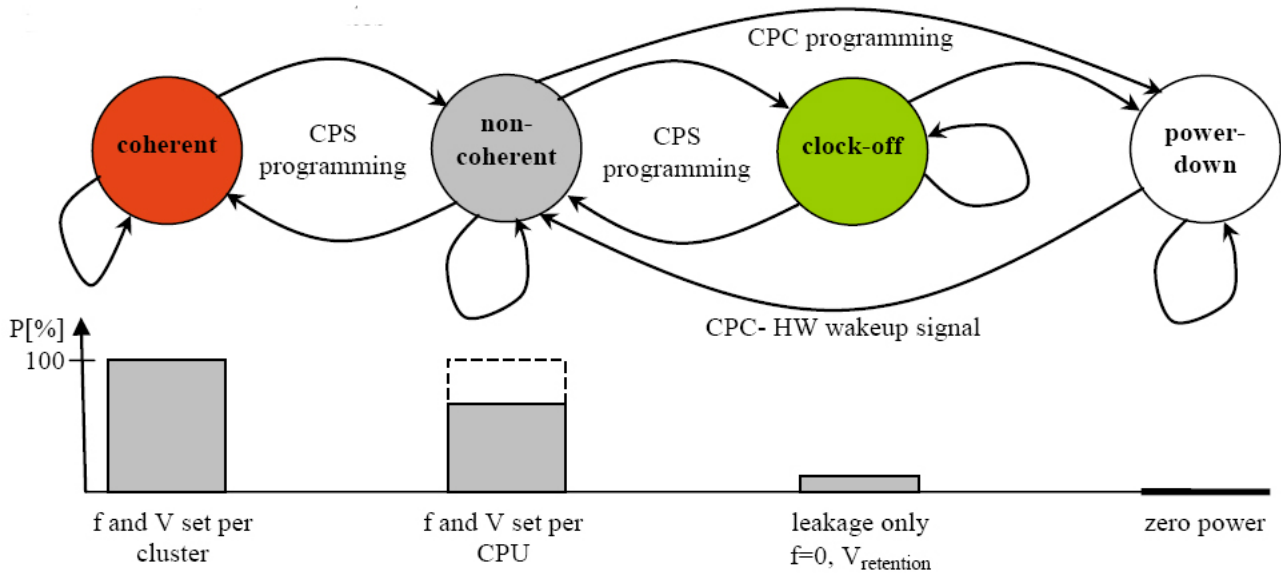 CPC programming
coherent
CPS
programming
non-
coherent
CPS
programming
clock-off
power-
down
CPC- HW wakeup signal
P[%]
100
f and V set per
cluster
f and V set per
CPU
leakage only
f=0, Vretention
zero power